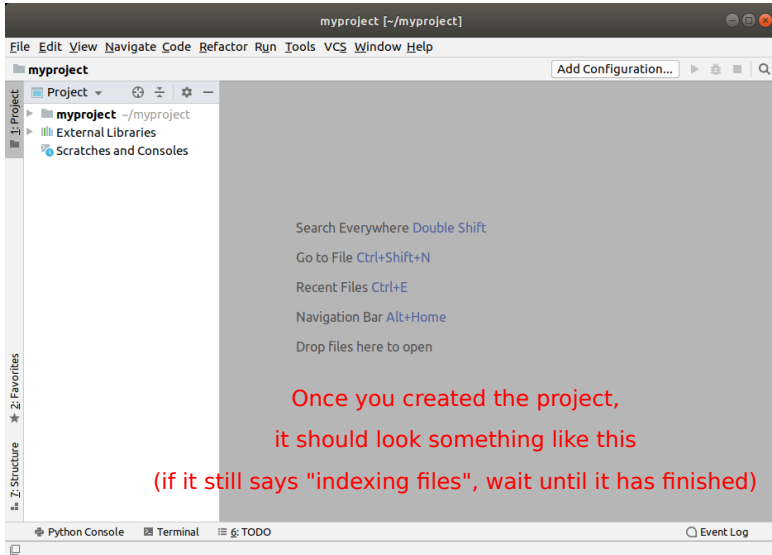 myproject [~/myproject]
File Edit View Navigate Code Refactor Run Tools VCS Window Help
myproject
Add Configuration...
1: Project
Project
myproject ~/myproject
External Libraries
Scratches and Consoles
Search Everywhere Double Shift
Go to File Ctrl+Shift+N
Recent Files Ctrl+E
Navigation Bar Alt+Home
Drop files here to open
Once you created the project,
it should look something like this
(if it still says "indexing files", wait until it has finished)
2: Favorites
7: Structure
Python Console Terminal 6: TODO Event Log